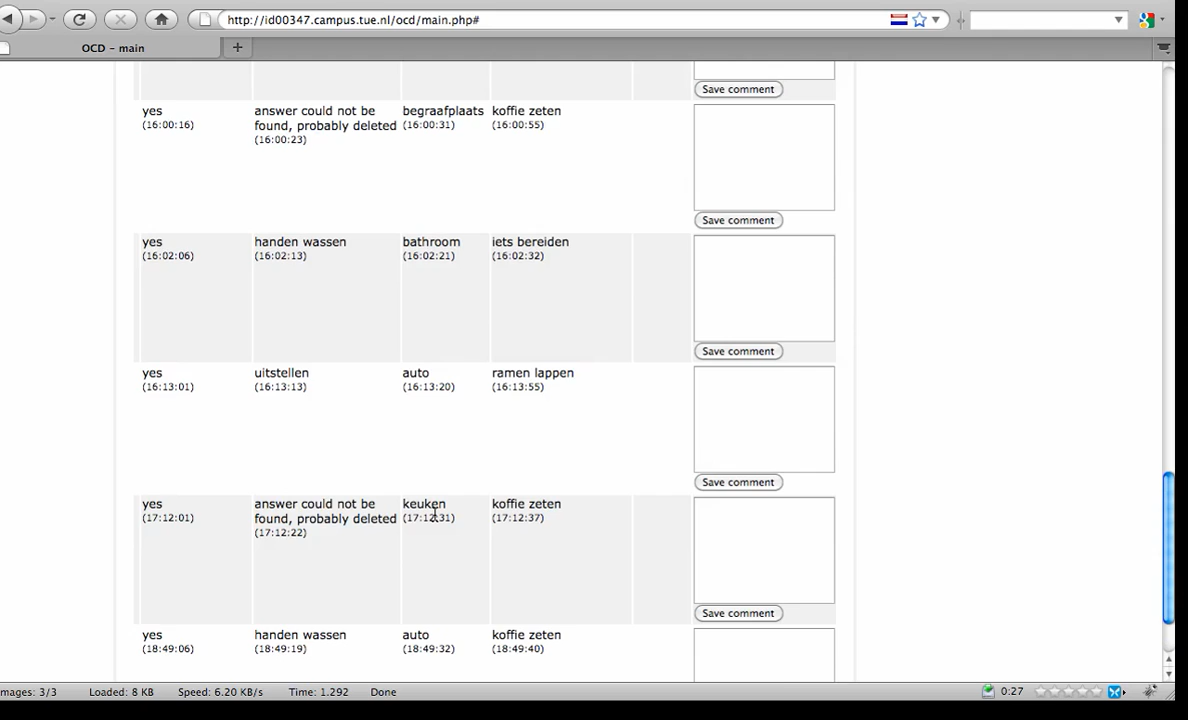 http://id00347.campus.tue.nl/ocd/main.php#
OCD – main
Save comment
yes
(16:00:16)
answer could not be
found, probably deleted
(16:00:23)
begraafplaats
(16:00:31)
koffie zeten
(16:00:55)
Save comment
yes
(16:02:06)
handen wassen
(16:02:13)
bathroom
(16:02:21)
iets bereiden
(16:02:32)
Save comment
yes
(16:13:01)
uitstellen
(16:13:13)
auto
(16:13:20)
ramen lappen
(16:13:55)
Save comment
yes
(17:12:01)
answer could not be
found, probably deleted
(17:12:22)
keuken
(17:12:31)
koffie zeten
(17:12:37)
Save comment
yes
(18:49:06)
handen wassen
(18:49:19)
auto
(18:49:32)
koffie zeten
(18:49:40)
mages: 3/3 Loaded: 8 KB Speed: 6.20 KB/s Time: 1.292 Done 0:27